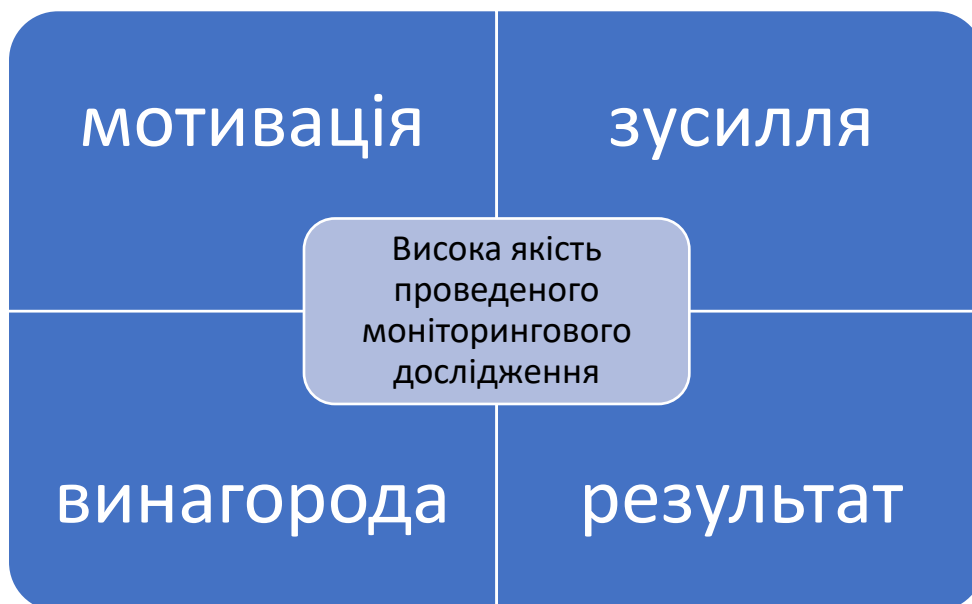 мотивація
зусилля
Висока якість
проведеного
моніторингового
дослідження
винагорода
результат